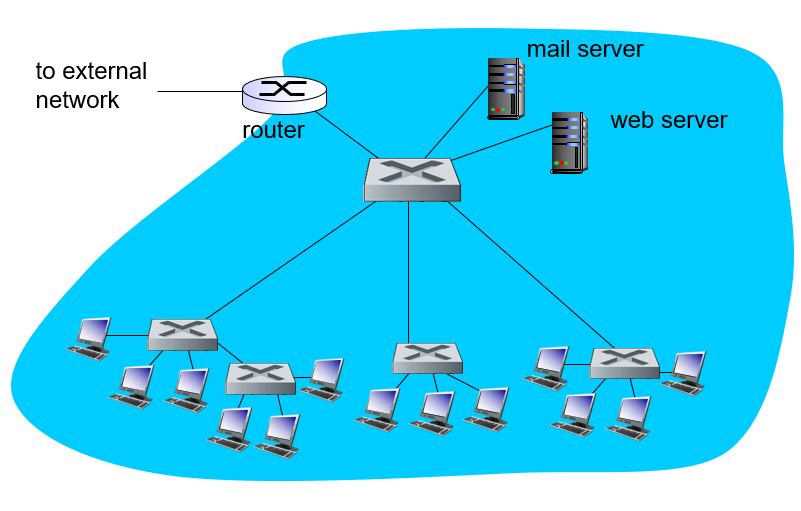 mail server
to external
network
router
web server